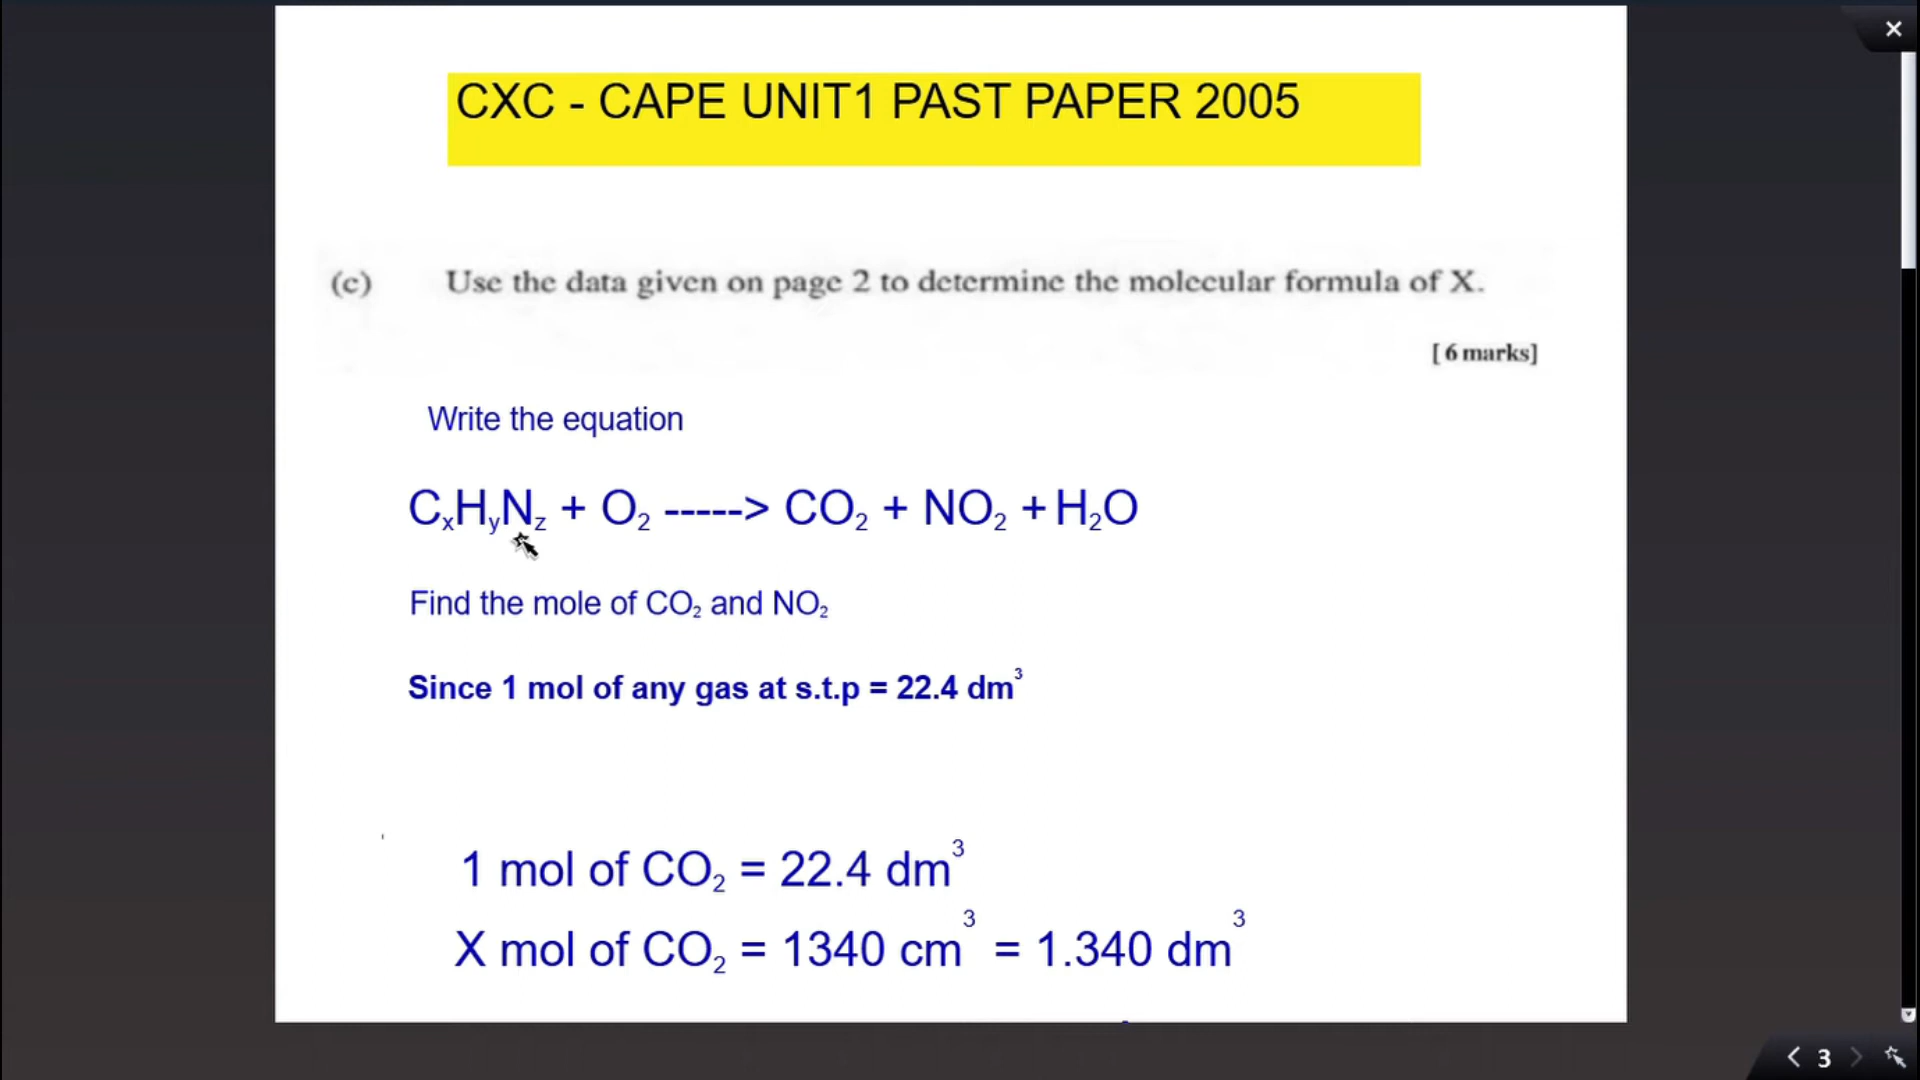 CXC - CAPE UNIT1 PAST PAPER 2005
(c) Use the data given on page 2 to determine the molecular formula of X.
[6 marks]
Write the equation
CₓHᵧN_z + O₂ -----> CO₂ + NO₂ + H₂O
Find the mole of CO₂ and NO₂
Since 1 mol of any gas at s.t.p = 22.4 dm³
1 mol of CO₂ = 22.4 dm³
X mol of CO₂ = 1340 cm³ = 1.340 dm³
3